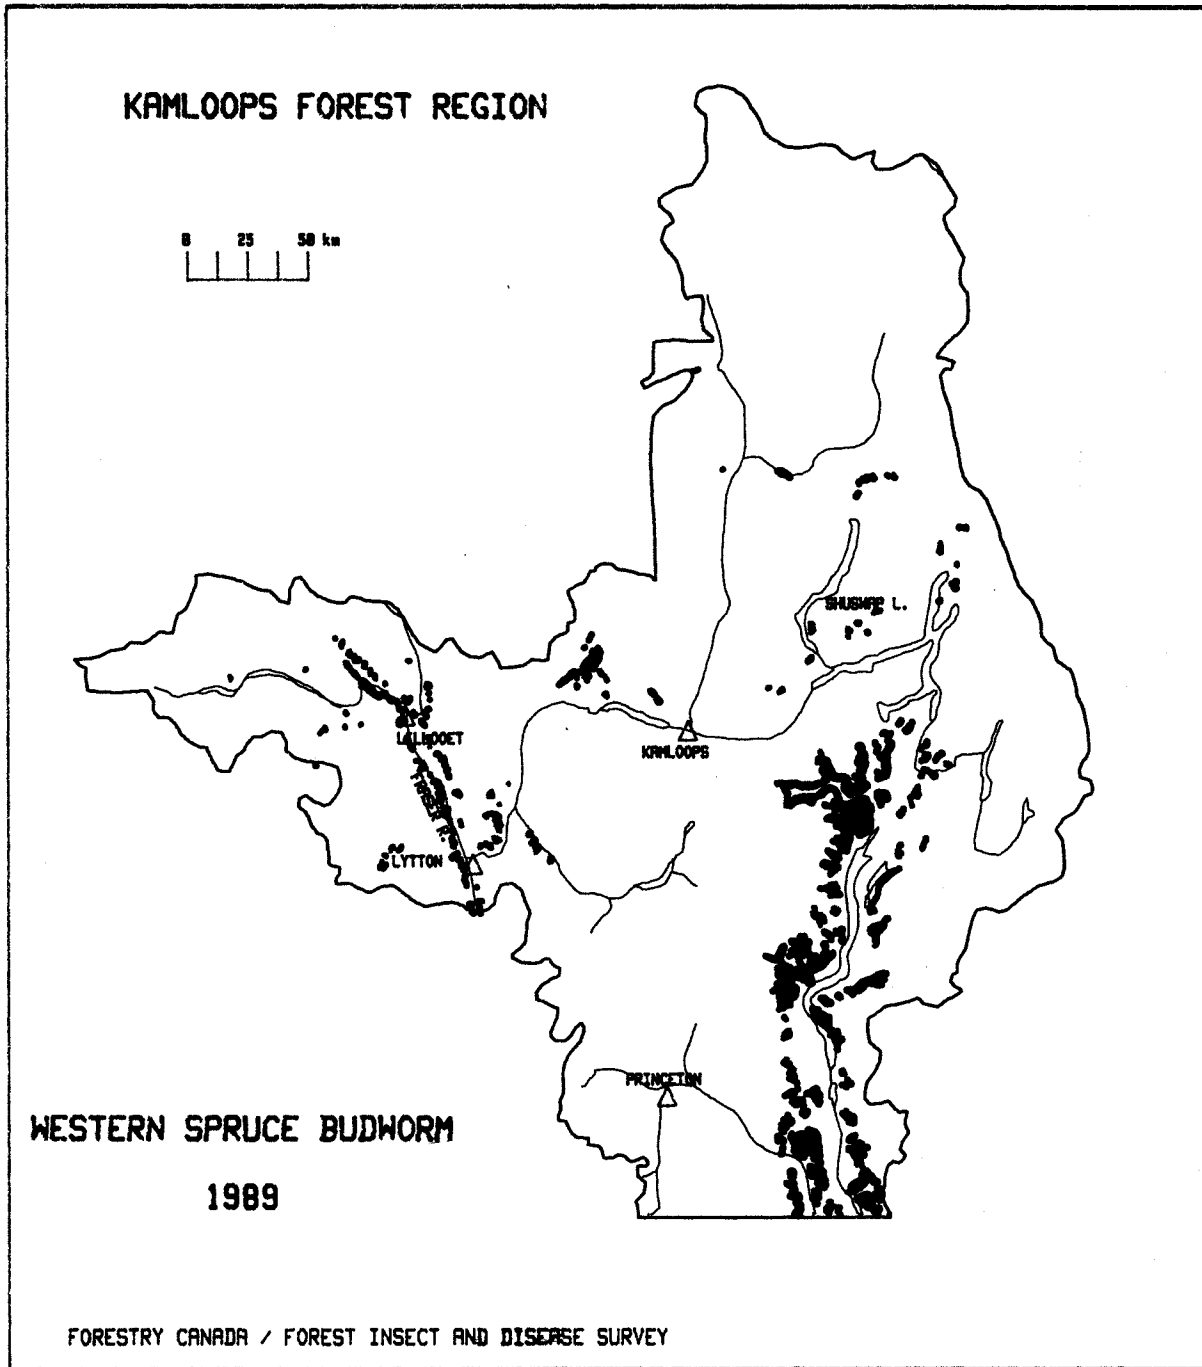 KAMLOOPS FOREST REGION
0 25 50 km
SHUSWAP L.
LILLOOET
KAMLOOPS
FRASER R.
LYTTON
PRINCETON
WESTERN SPRUCE BUDWORM
1989
FORESTRY CANADA / FOREST INSECT AND DISEASE SURVEY